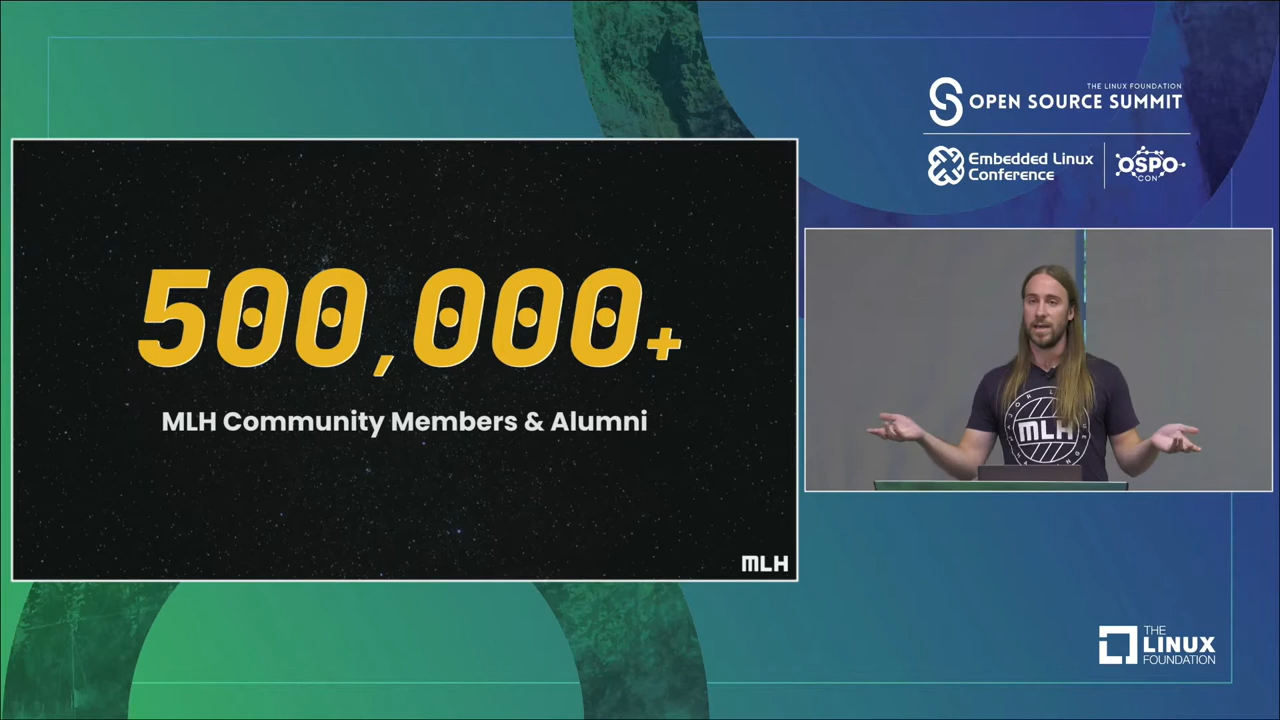 THE LINUX FOUNDATION
OPEN SOURCE SUMMIT
Embedded Linux
Conference
OSPO
CON
500,000+
MLH Community Members & Alumni
MLH
MLH
THE
LINUX
FOUNDATION